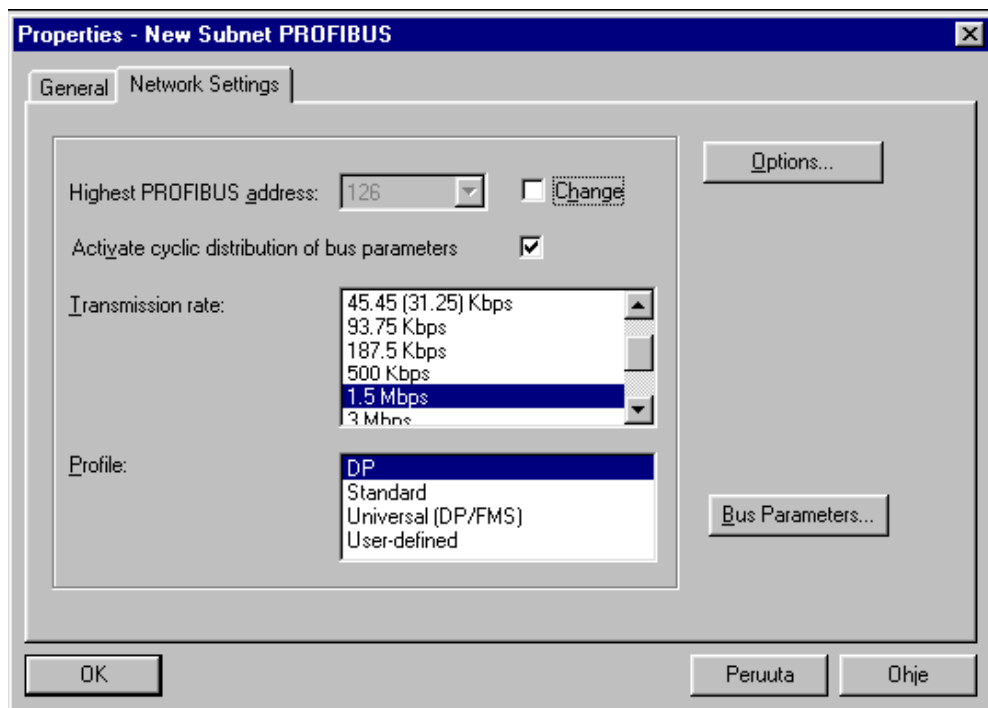 Properties - New Subnet PROFIBUS
General Network Settings
Options...
Highest PROFIBUS address: 126 Change
Activate cyclic distribution of bus parameters
Transmission rate:
45.45 (31.25) Kbps
93.75 Kbps
187.5 Kbps
500 Kbps
1.5 Mbps
3 Mbps
Profile:
DP
Standard
Universal (DP/FMS)
User-defined
Bus Parameters...
OK Peruuta Ohje